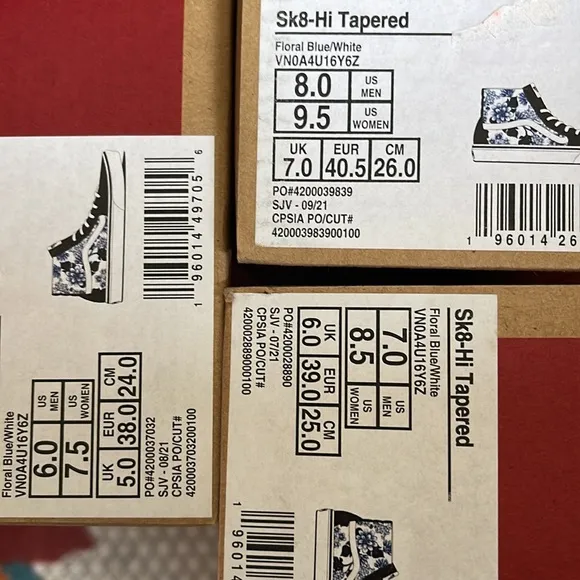 Sk8-Hi Tapered
Floral Blue/White
VN0A4U16Y6Z
8.0 US MEN
9.5 US WOMEN
UK EUR CM
7.0 40.5 26.0
PO#4200039839
SJV - 09/21
CPSIA PO/CUT#
420003983900100
1 96014 26
Floral Blue/White
VN0A4U16Y6Z
6.0 US MEN
7.5 US WOMEN
UK EUR CM
5.0 38.0 24.0
PO#4200037032
SJV - 08/21
CPSIA PO/CUT#
420003703200100
1 96014 49705 6
Sk8-Hi Tapered
Floral Blue/White
VN0A4U16Y6Z
7.0 US MEN
8.5 US WOMEN
UK EUR CM
6.0 39.0 25.0
PO#4200028890
SJV - 07/21
CPSIA PO/CUT#
420002889000100
1 96014